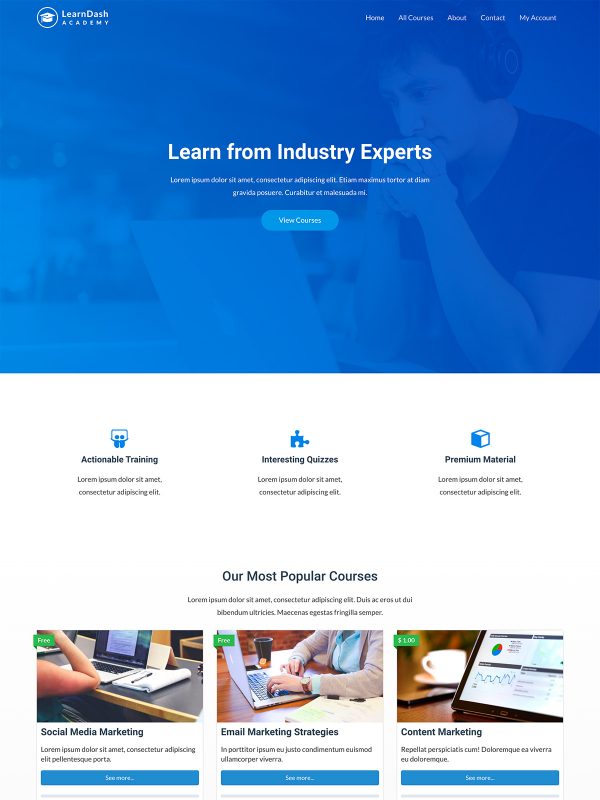 LearnDash
ACADEMY
Home All Courses About Contact My Account
Learn from Industry Experts
Lorem ipsum dolor sit amet, consectetur adipiscing elit. Etiam maximus tortor at diam
gravida posuere. Curabitur et malesuada mi.
View Courses
Actionable Training
Lorem ipsum dolor sit amet,
consectetur adipiscing elit.
Interesting Quizzes
Lorem ipsum dolor sit amet,
consectetur adipiscing elit.
Premium Material
Lorem ipsum dolor sit amet,
consectetur adipiscing elit.
Our Most Popular Courses
Lorem ipsum dolor sit amet, consectetur adipiscing elit. Duis ac eros ut dui
bibendum ultricies. Maecenas egestas fringilla semper.
Free
Social Media Marketing
Lorem ipsum dolor sit amet, consectetur adipiscing
elit pellentesque porta.
See more...
Free
Email Marketing Strategies
In porttitor ipsum eu justo condimentum euismod
ullamcorper viverra.
See more...
$ 1.00
Content Marketing
Repellat perspiciatis cum! Doloremque ea viverra
eu doloremque.
See more...